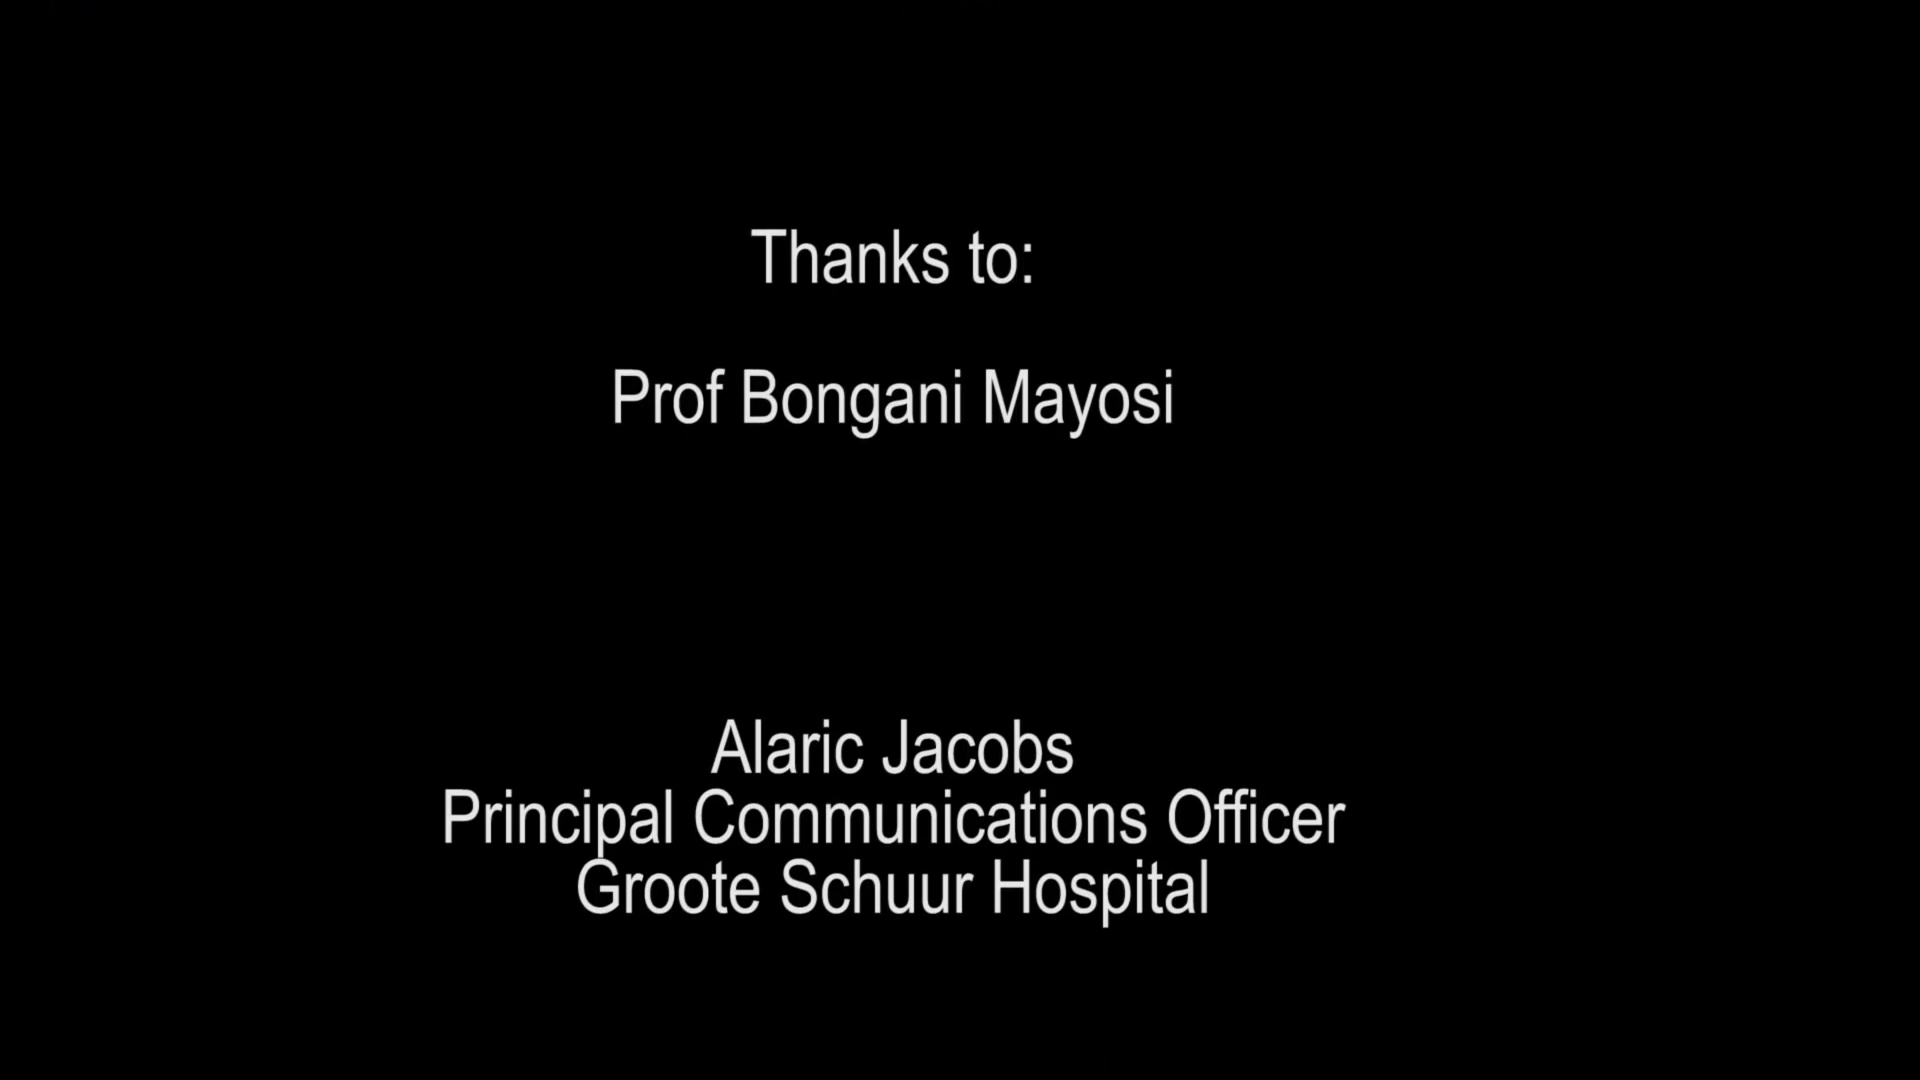 Thanks to:
Prof Bongani Mayosi
Alaric Jacobs
Principal Communications Officer
Groote Schuur Hospital